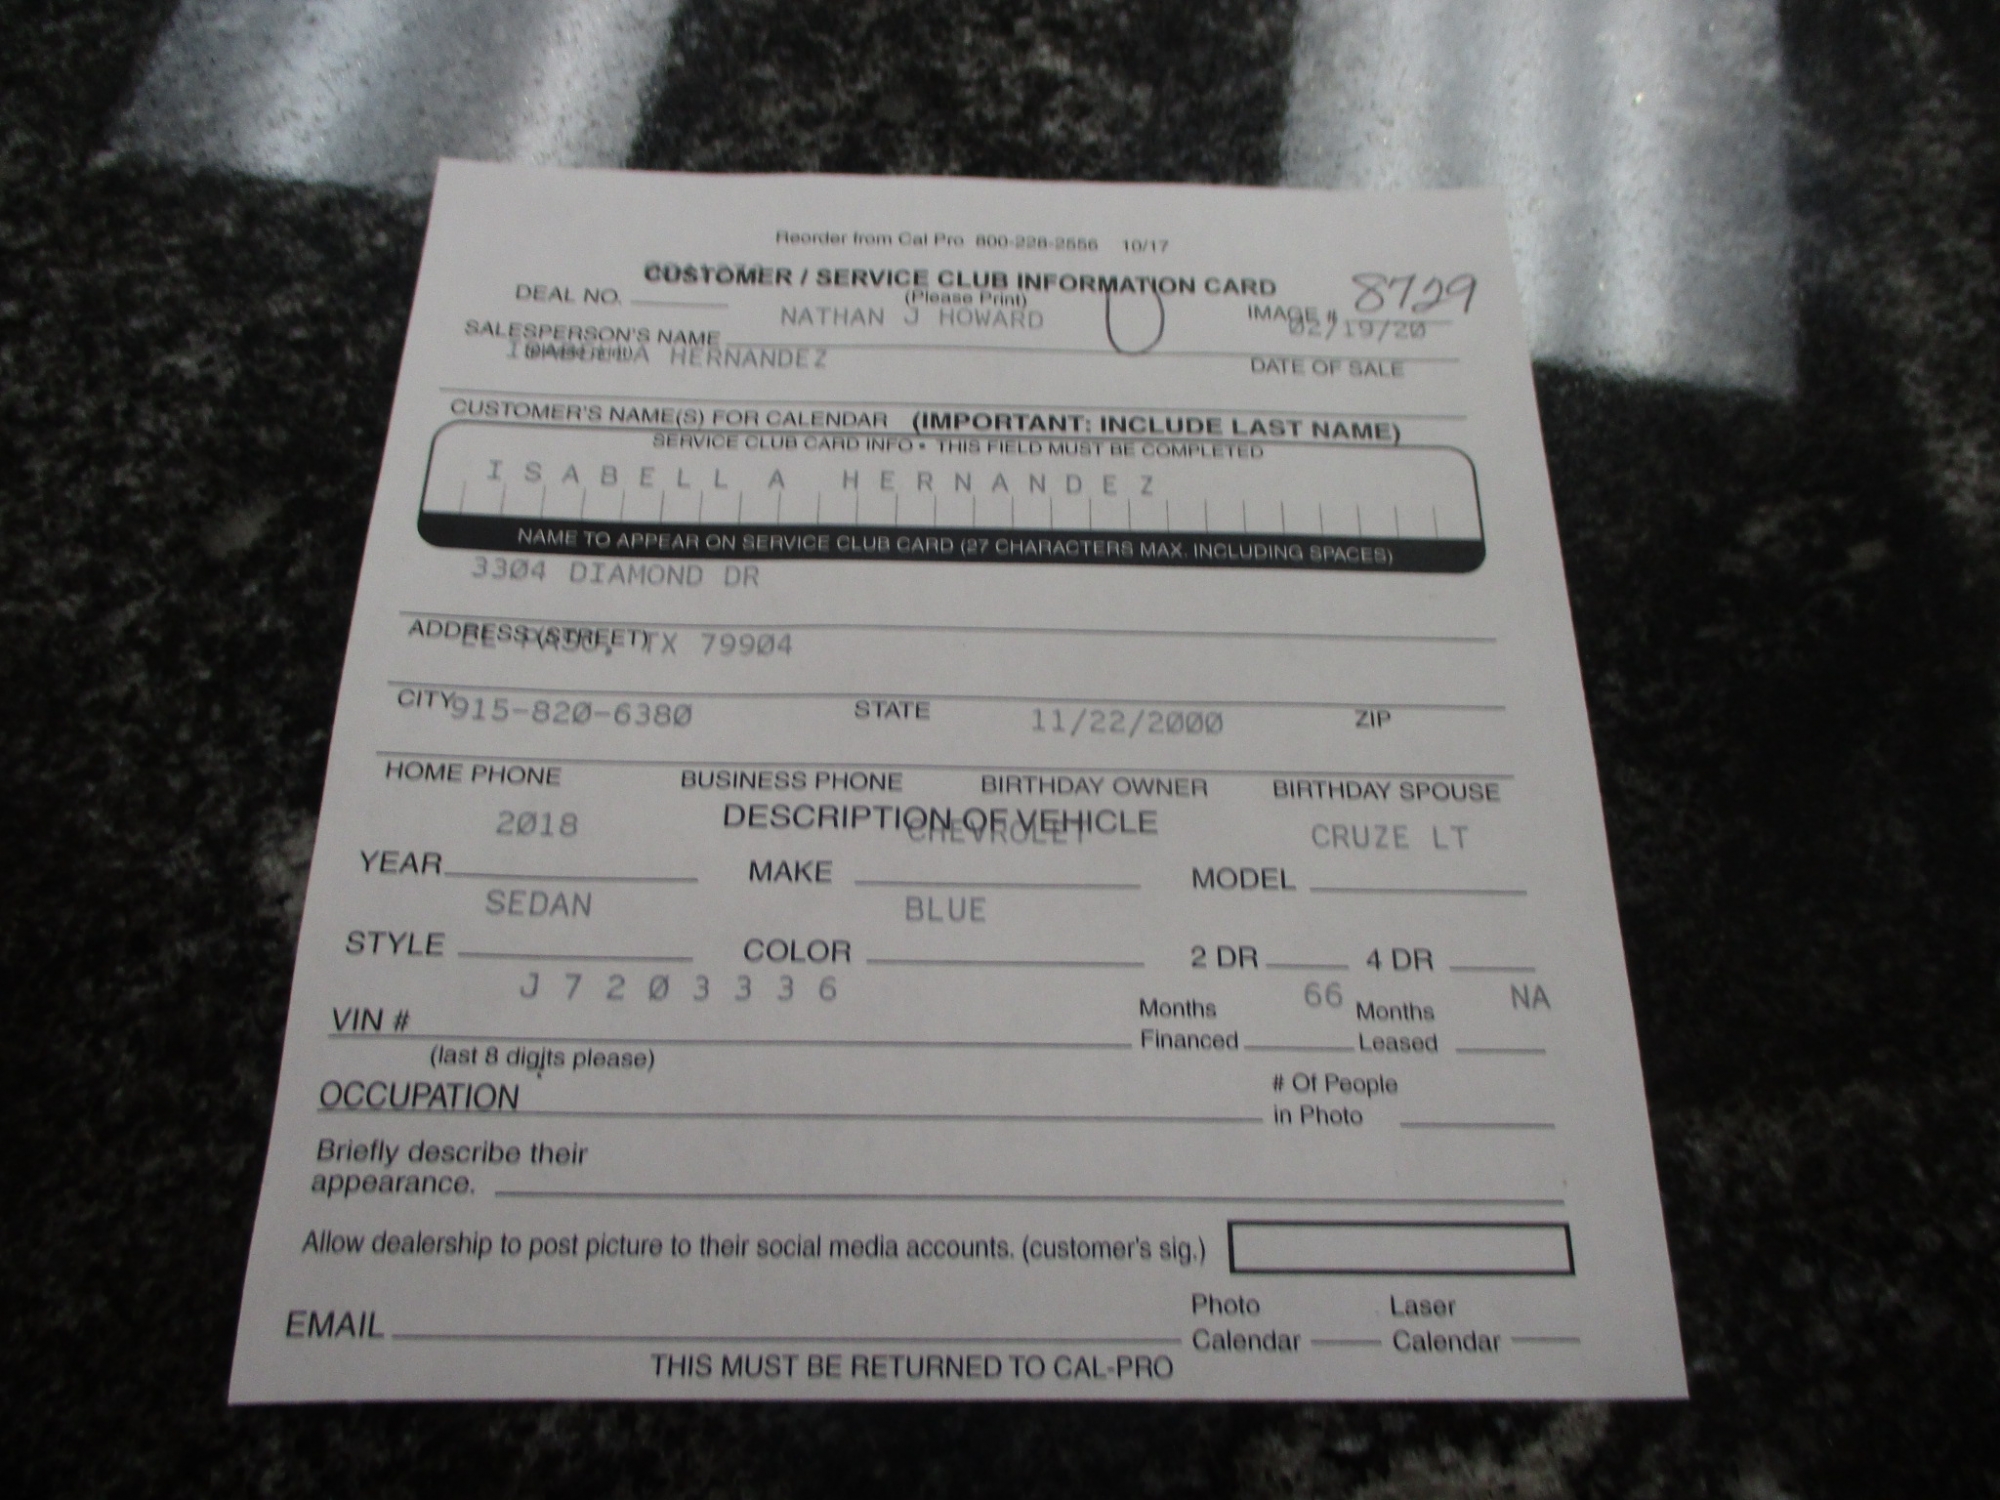 Reorder from Cal Pro 800-228-2556 10/17
CUSTOMER / SERVICE CLUB INFORMATION CARD
DEAL NO. (Please Print) IMAGE # 8729
SALESPERSON'S NAME NATHAN J HOWARD 02/19/20
ISABELLA HERNANDEZ DATE OF SALE
CUSTOMER'S NAME(S) FOR CALENDAR (IMPORTANT: INCLUDE LAST NAME)
SERVICE CLUB CARD INFO • THIS FIELD MUST BE COMPLETED
ISABELLA HERNANDEZ
NAME TO APPEAR ON SERVICE CLUB CARD (27 CHARACTERS MAX. INCLUDING SPACES)
3304 DIAMOND DR
ADDRESS (STREET)
EL PASO, TX 79904
CITY STATE ZIP
915-820-6380 11/22/2000
HOME PHONE BUSINESS PHONE BIRTHDAY OWNER BIRTHDAY SPOUSE
DESCRIPTION OF VEHICLE
2018 CHEVROLET CRUZE LT
YEAR MAKE MODEL
SEDAN BLUE
STYLE COLOR 2 DR 4 DR
J7203336 66 NA
VIN # Months Financed Months Leased
(last 8 digits please)
OCCUPATION # Of People in Photo
Briefly describe their
appearance.
Allow dealership to post picture to their social media accounts. (customer's sig.)
EMAIL Photo Calendar Laser Calendar
THIS MUST BE RETURNED TO CAL-PRO